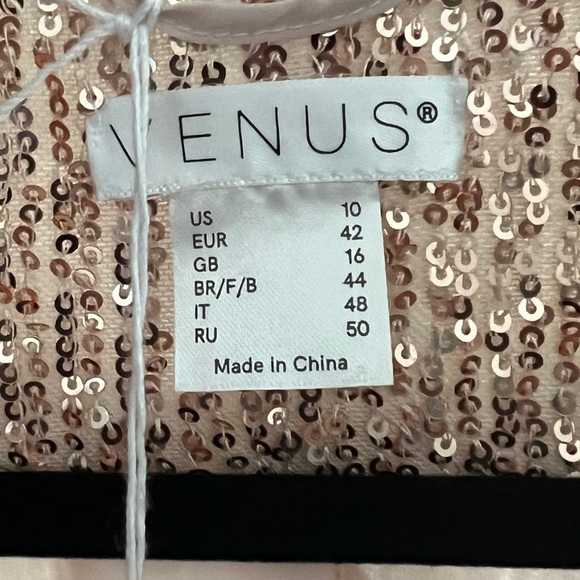 VENUS®
US 10
EUR 42
GB 16
BR/F/B 44
IT 48
RU 50
Made in China